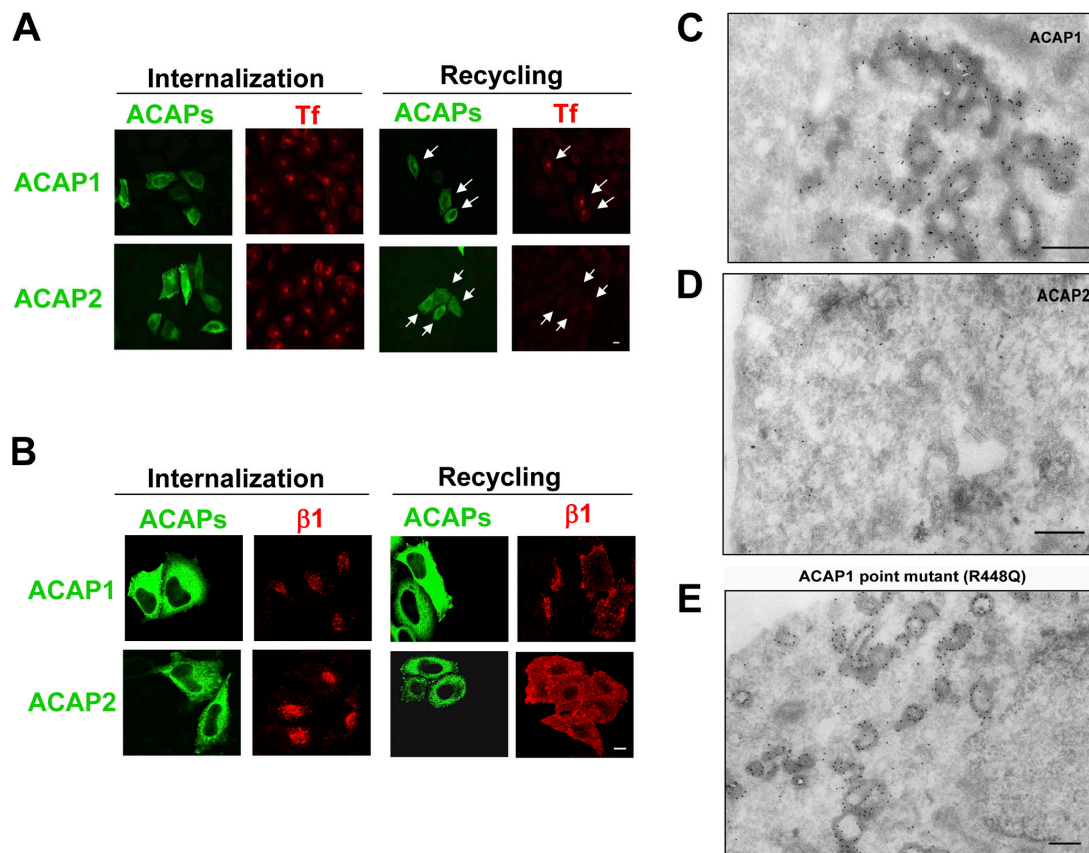 A
Internalization Recycling
ACAPs Tf ACAPs Tf
ACAP1
ACAP2
B
Internalization Recycling
ACAPs β1 ACAPs β1
ACAP1
ACAP2
C
ACAP1
D
ACAP2
ACAP1 point mutant (R448Q)
E